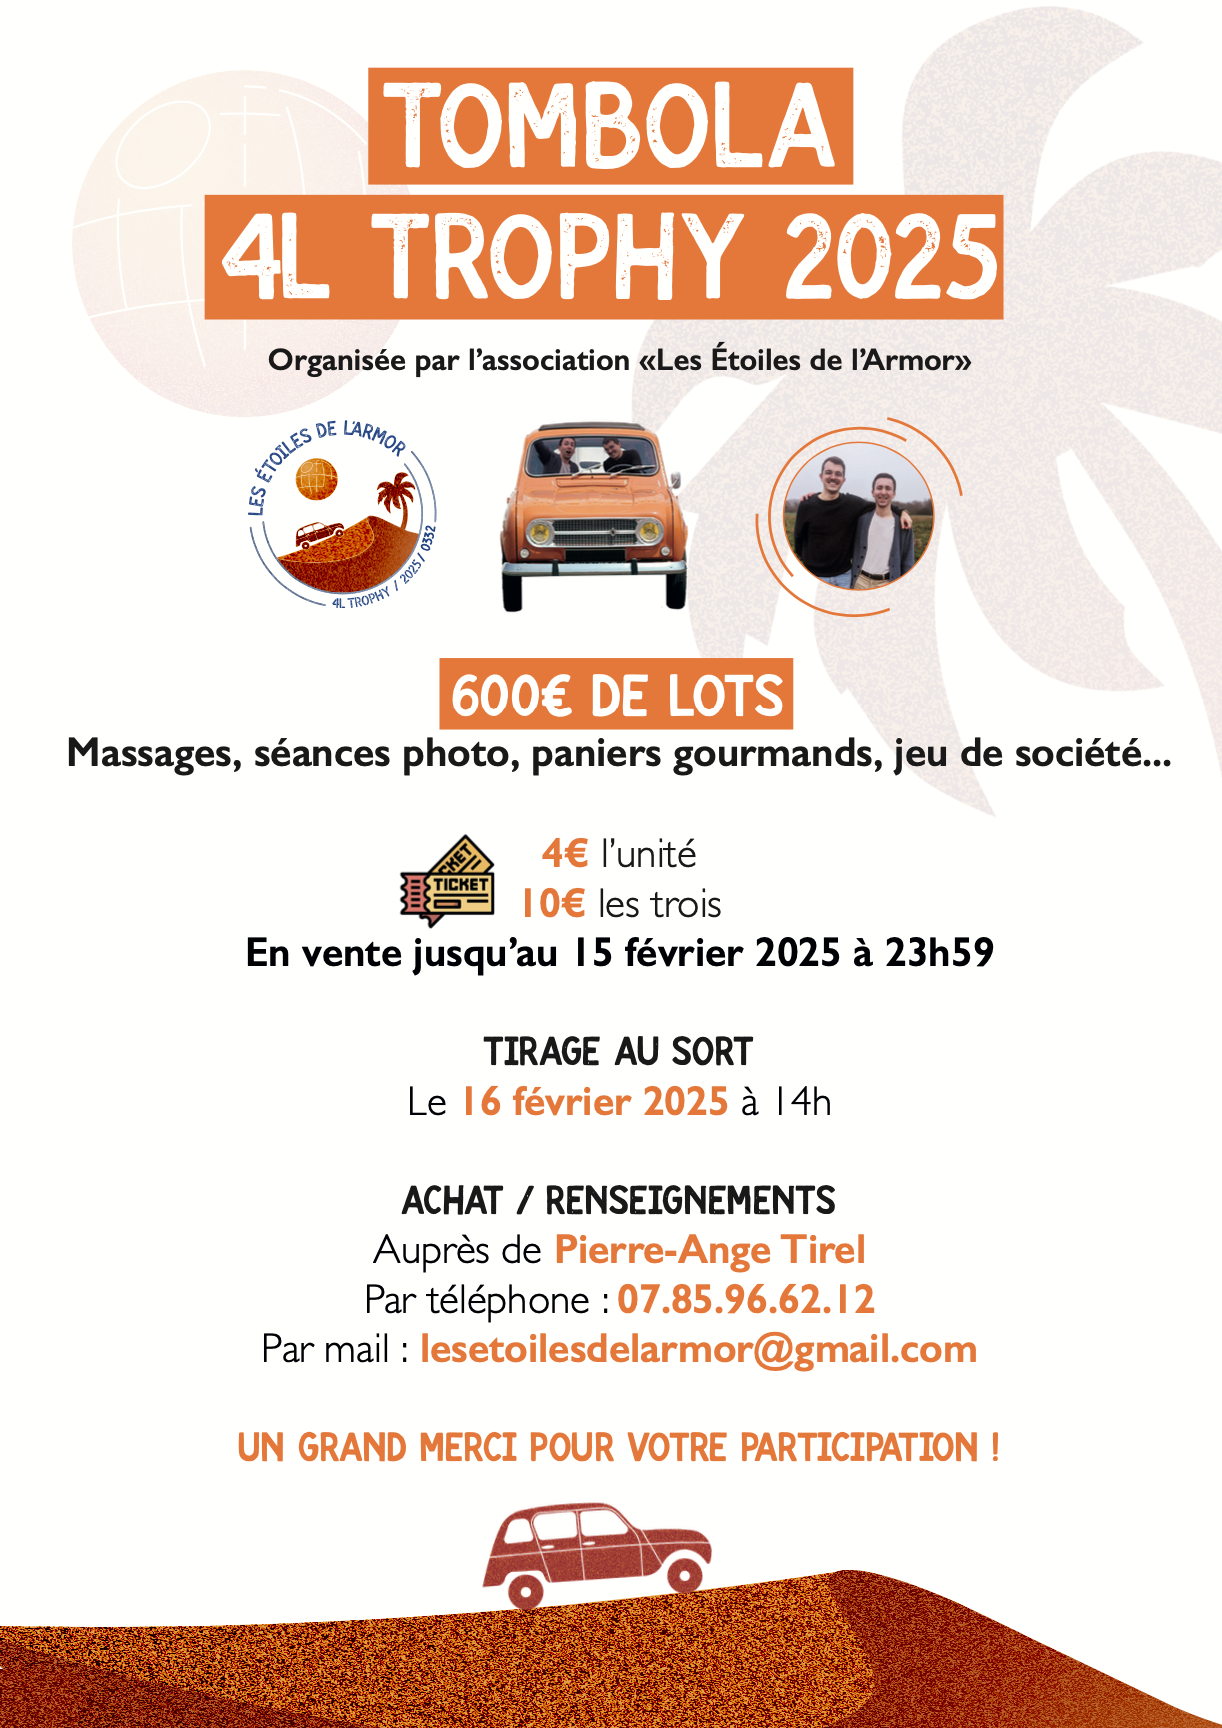 TOMBOLA
4L TROPHY 2025
Organisée par l'association «Les Étoiles de l'Armor»
LES ÉTOILES DE L'ARMOR
4L TROPHY / 2025 / 0332
600€ DE LOTS
Massages, séances photo, paniers gourmands, jeu de société...
CKET
TICKET
4€ l'unité
10€ les trois
En vente jusqu'au 15 février 2025 à 23h59
TIRAGE AU SORT
Le 16 février 2025 à 14h
ACHAT / RENSEIGNEMENTS
Auprès de Pierre-Ange Tirel
Par téléphone : 07.85.96.62.12
Par mail : lesetoilesdelarmor@gmail.com
UN GRAND MERCI POUR VOTRE PARTICIPATION !